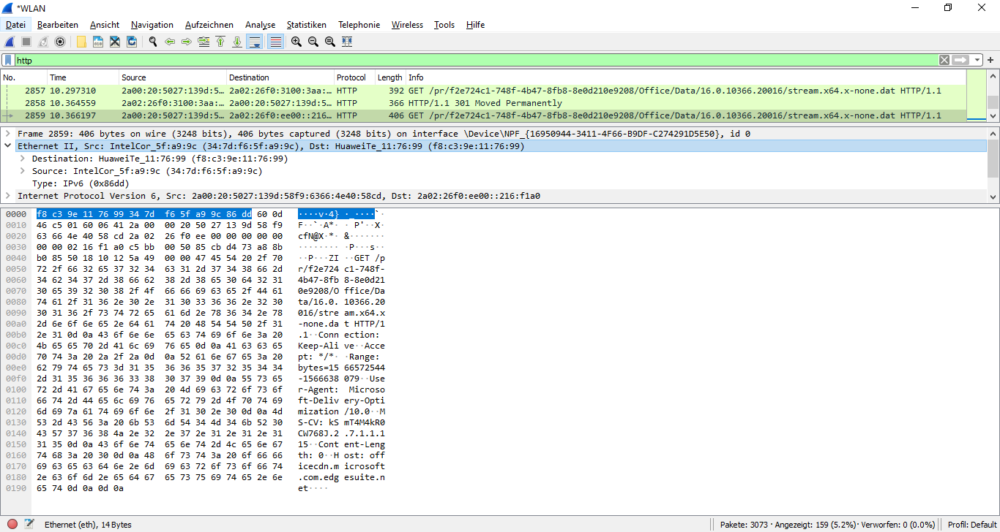 *WLAN
Datei Bearbeiten Ansicht Navigation Aufzeichnen Analyse Statistiken Telephonie Wireless Tools Hilfe
http
No. Time Source Destination Protocol Length Info
2857 10.297310 2a00:20:5027:139d:5… 2a02:26f0:3100:3aa:… HTTP 392 GET /pr/f2e724c1-748f-4b47-8fb8-8e0d210e9208/Office/Data/16.0.10366.20016/stream.x64.x-none.dat HTTP/1.1
2858 10.364559 2a02:26f0:3100:3aa:… 2a00:20:5027:139d:5… HTTP 366 HTTP/1.1 301 Moved Permanently
2859 10.366197 2a00:20:5027:139d:5… 2a02:26f0:ee00::216… HTTP 406 GET /pr/f2e724c1-748f-4b47-8fb8-8e0d210e9208/Office/Data/16.0.10366.20016/stream.x64.x-none.dat HTTP/1.1
Frame 2859: 406 bytes on wire (3248 bits), 406 bytes captured (3248 bits) on interface \Device\NPF_{16950944-3411-4F66-B9DF-C274291D5E50}, id 0
Ethernet II, Src: IntelCor_5f:a9:9c (34:7d:f6:5f:a9:9c), Dst: HuaweiTe_11:76:99 (f8:c3:9e:11:76:99)
Destination: HuaweiTe_11:76:99 (f8:c3:9e:11:76:99)
Source: IntelCor_5f:a9:9c (34:7d:f6:5f:a9:9c)
Type: IPv6 (0x86dd)
Internet Protocol Version 6, Src: 2a00:20:5027:139d:58f9:6366:4e40:58cd, Dst: 2a02:26f0:ee00::216:f1a0
0000 f8 c3 9e 11 76 99 34 7d f6 5f a9 9c 86 dd 60 0d ····v·4} ·_····`·
0010 46 c5 01 60 06 41 2a 00 00 20 50 27 13 9d 58 f9 F··`·A*· · P'··X·
0020 63 66 4e 40 58 cd 2a 02 26 f0 ee 00 00 00 00 00 cfN@X·*· &·······
0030 00 00 02 16 f1 a0 c5 bb 00 50 85 cb d4 73 a8 8b ········ ·P···s··
0040 b0 85 50 18 10 12 5a 49 00 00 47 45 54 20 2f 70 ··P···ZI ··GET /p
0050 72 2f 66 32 65 37 32 34 63 31 2d 37 34 38 66 2d r/f2e724 c1-748f-
0060 34 62 34 37 2d 38 66 62 38 2d 38 65 30 64 32 31 4b47-8fb 8-8e0d21
0070 30 65 39 32 30 38 2f 4f 66 66 69 63 65 2f 44 61 0e9208/O ffice/Da
0080 74 61 2f 31 36 2e 30 2e 31 30 33 36 36 2e 32 30 ta/16.0. 10366.20
0090 30 31 36 2f 73 74 72 65 61 6d 2e 78 36 34 2e 78 016/stre am.x64.x
00a0 2d 6e 6f 6e 65 2e 64 61 74 20 48 54 54 50 2f 31 -none.da t HTTP/1
00b0 2e 31 0d 0a 43 6f 6e 6e 65 63 74 69 6f 6e 3a 20 .1··Conn ection:
00c0 4b 65 65 70 2d 41 6c 69 76 65 0d 0a 41 63 63 65 Keep-Ali ve··Acce
00d0 70 74 3a 20 2a 2f 2a 0d 0a 52 61 6e 67 65 3a 20 pt: */*· ·Range:
00e0 62 79 74 65 73 3d 31 35 36 36 35 37 32 35 34 34 bytes=15 66572544
00f0 2d 31 35 36 36 36 33 38 30 37 39 0d 0a 55 73 65 -1566638 079··Use
0100 72 2d 41 67 65 6e 74 3a 20 4d 69 63 72 6f 73 6f r-Agent: Microso
0110 66 74 2d 44 65 6c 69 76 65 72 79 2d 4f 70 74 69 ft-Deliv ery-Opti
0120 6d 69 7a 61 74 69 6f 6e 2f 31 30 2e 30 0d 0a 4d mization /10.0··M
0130 53 2d 43 56 3a 20 6b 53 6d 54 34 4d 34 6b 52 30 S-CV: kS mT4M4kR0
0140 43 57 37 36 38 4a 2e 32 2e 37 2e 31 2e 31 2e 31 CW768J.2 .7.1.1.1
0150 31 35 0d 0a 43 6f 6e 74 65 6e 74 2d 4c 65 6e 67 15··Cont ent-Leng
0160 74 68 3a 20 30 0d 0a 48 6f 73 74 3a 20 6f 66 66 th: 0··H ost: off
0170 69 63 65 63 64 6e 2e 6d 69 63 72 6f 73 6f 66 74 icecdn.m icrosoft
0180 2e 63 6f 6d 2e 65 64 67 65 73 75 69 74 65 2e 6e .com.edg esuite.n
0190 65 74 0d 0a 0d 0a et····
Ethernet (eth), 14 Bytes Pakete: 3073 · Angezeigt: 159 (5.2%) · Verworfen: 0 (0.0%) Profil: Default